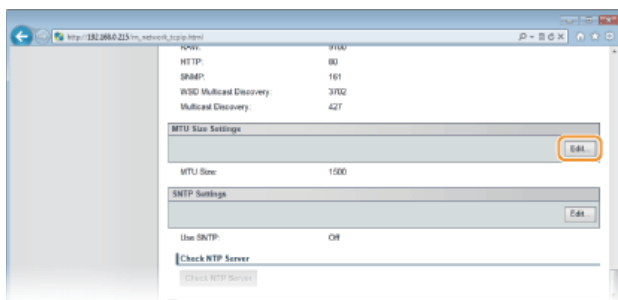 http://192.168.0.215/m_network_tcpip.html
RAW: 9100
HTTP: 80
SNMP: 161
WSD Multicast Discovery: 3702
Multicast Discovery: 427
MTU Size Settings
Edit...
MTU Size: 1500
SNTP Settings
Edit...
Use SNTP: Off
Check NTP Server
Check NTP Server